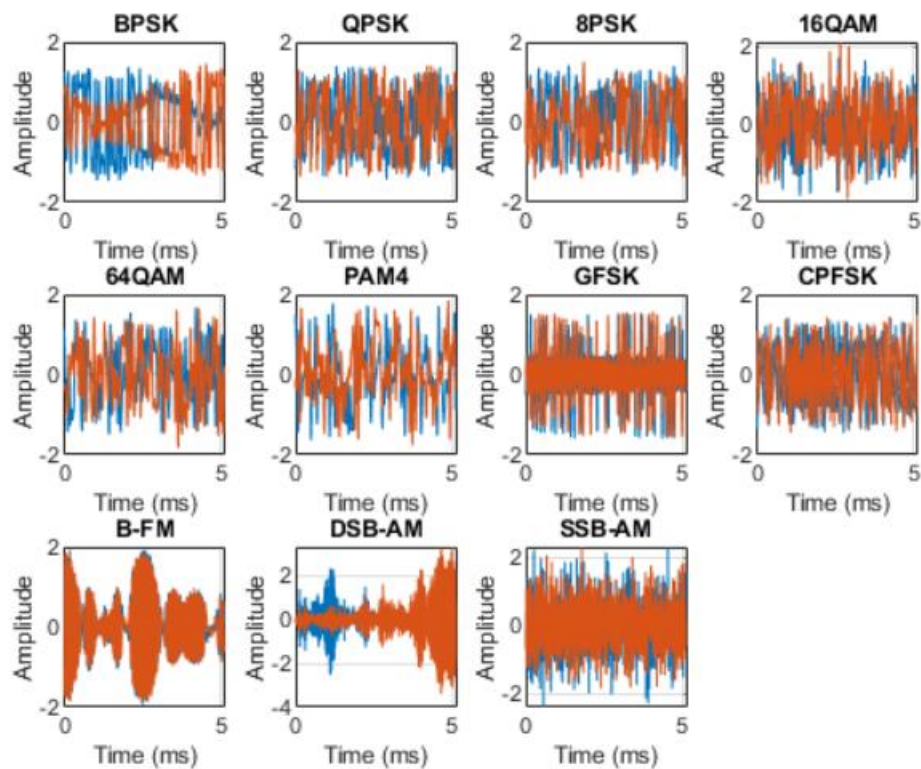 BPSK QPSK 8PSK 16QAM
2 2 2 2
Amplitude Amplitude Amplitude Amplitude
0 0 0 0
-2 -2 -2 -2
0 5 0 5 0 5 0 5
Time (ms) Time (ms) Time (ms) Time (ms)
64QAM PAM4 GFSK CPFSK
2 2 2 2
Amplitude Amplitude Amplitude Amplitude
0 0 0 0
-2 -2 -2 -2
0 5 0 5 0 5 0 5
Time (ms) Time (ms) Time (ms) Time (ms)
B-FM DSB-AM SSB-AM
2 2 2
Amplitude Amplitude Amplitude
0 0 0
-2 -2 -2
-4
0 5 0 5 0 5
Time (ms) Time (ms) Time (ms)